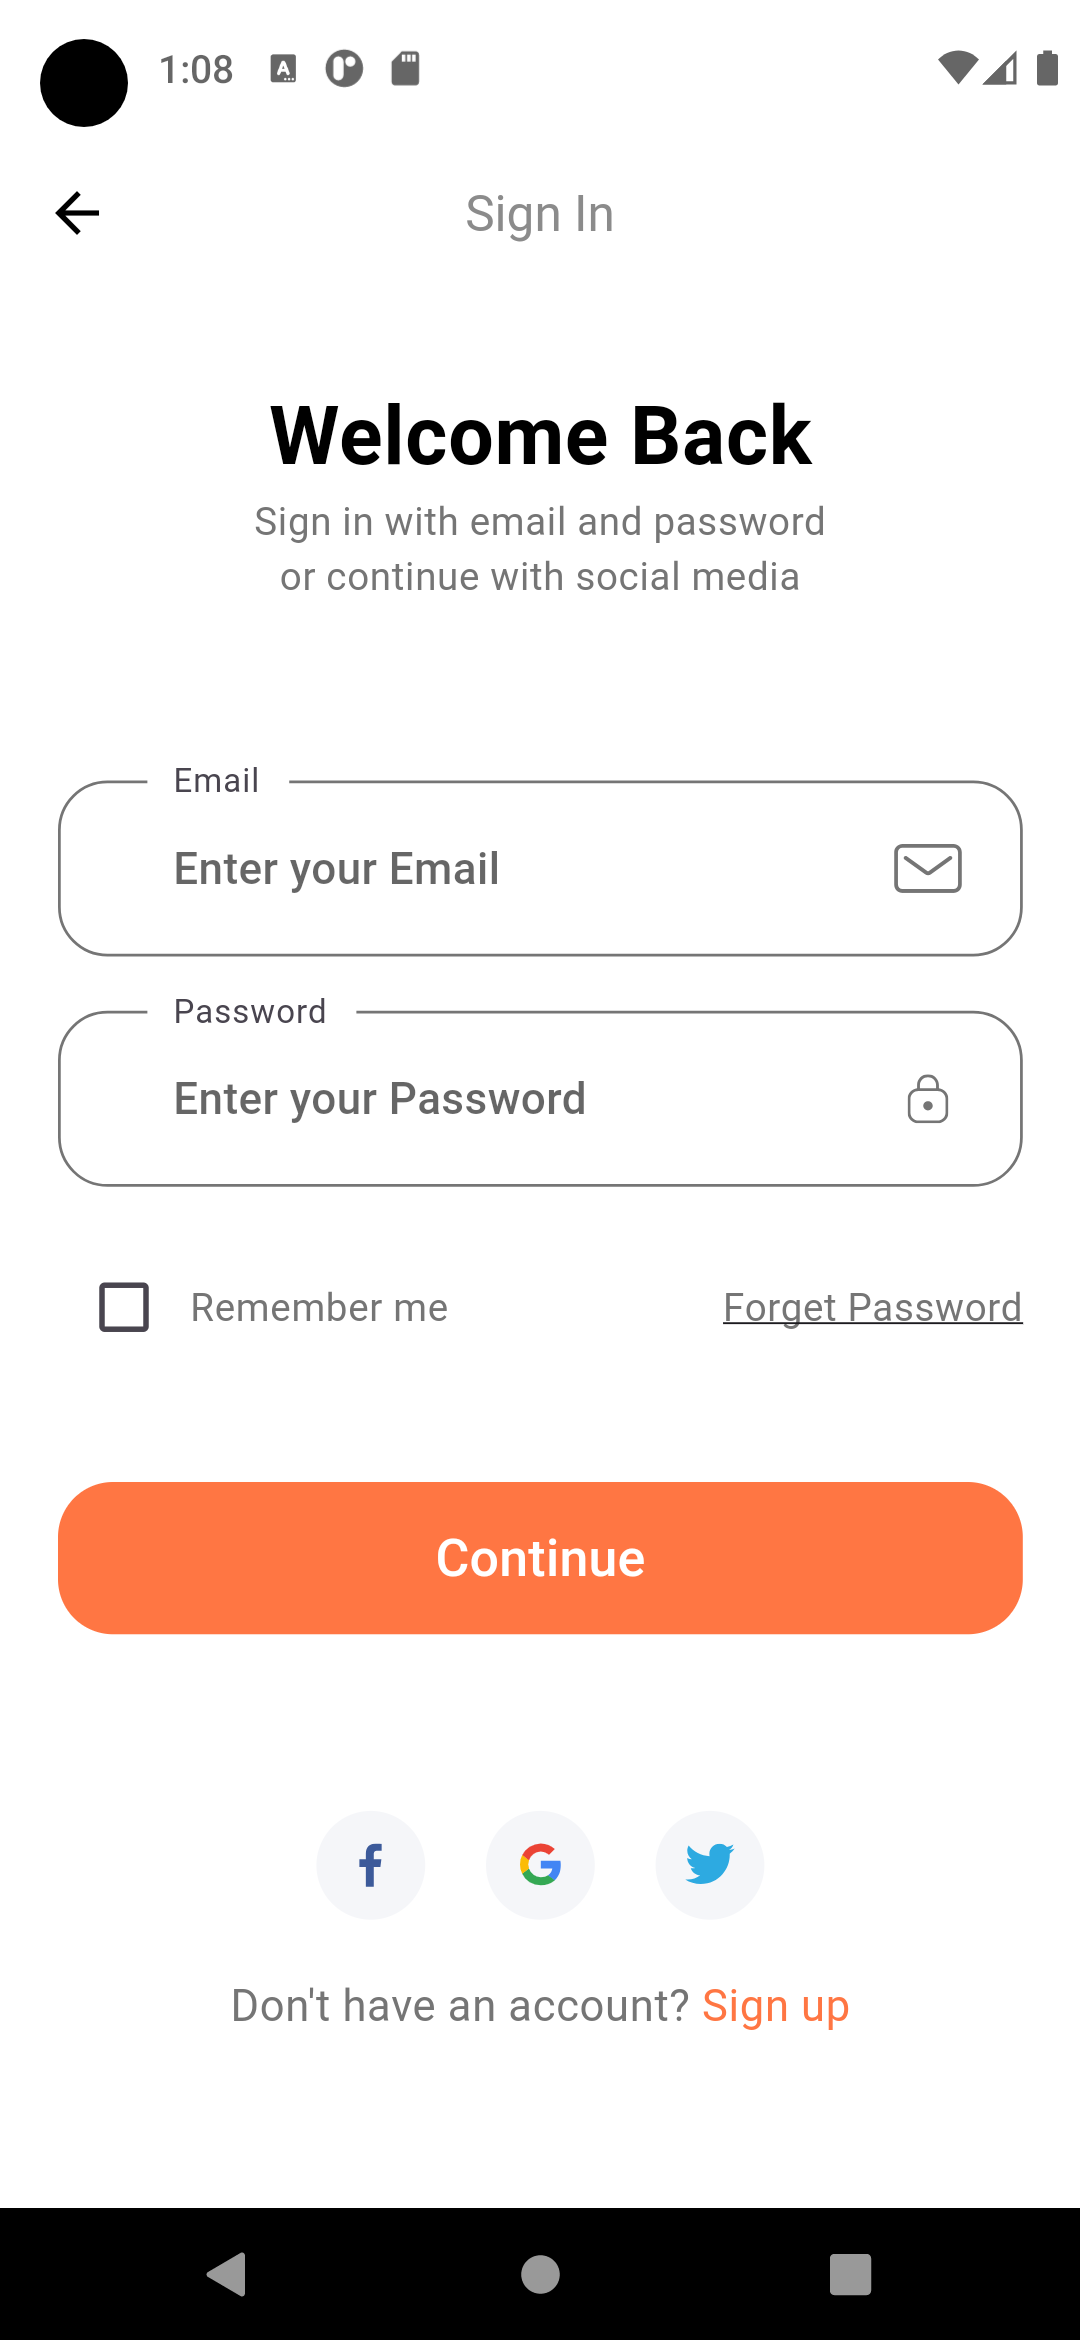 1:08
Sign In
Welcome Back
Sign in with email and password
or continue with social media
Email
Enter your Email
Password
Enter your Password
Remember me
Forget Password
Continue
Don't have an account? Sign up